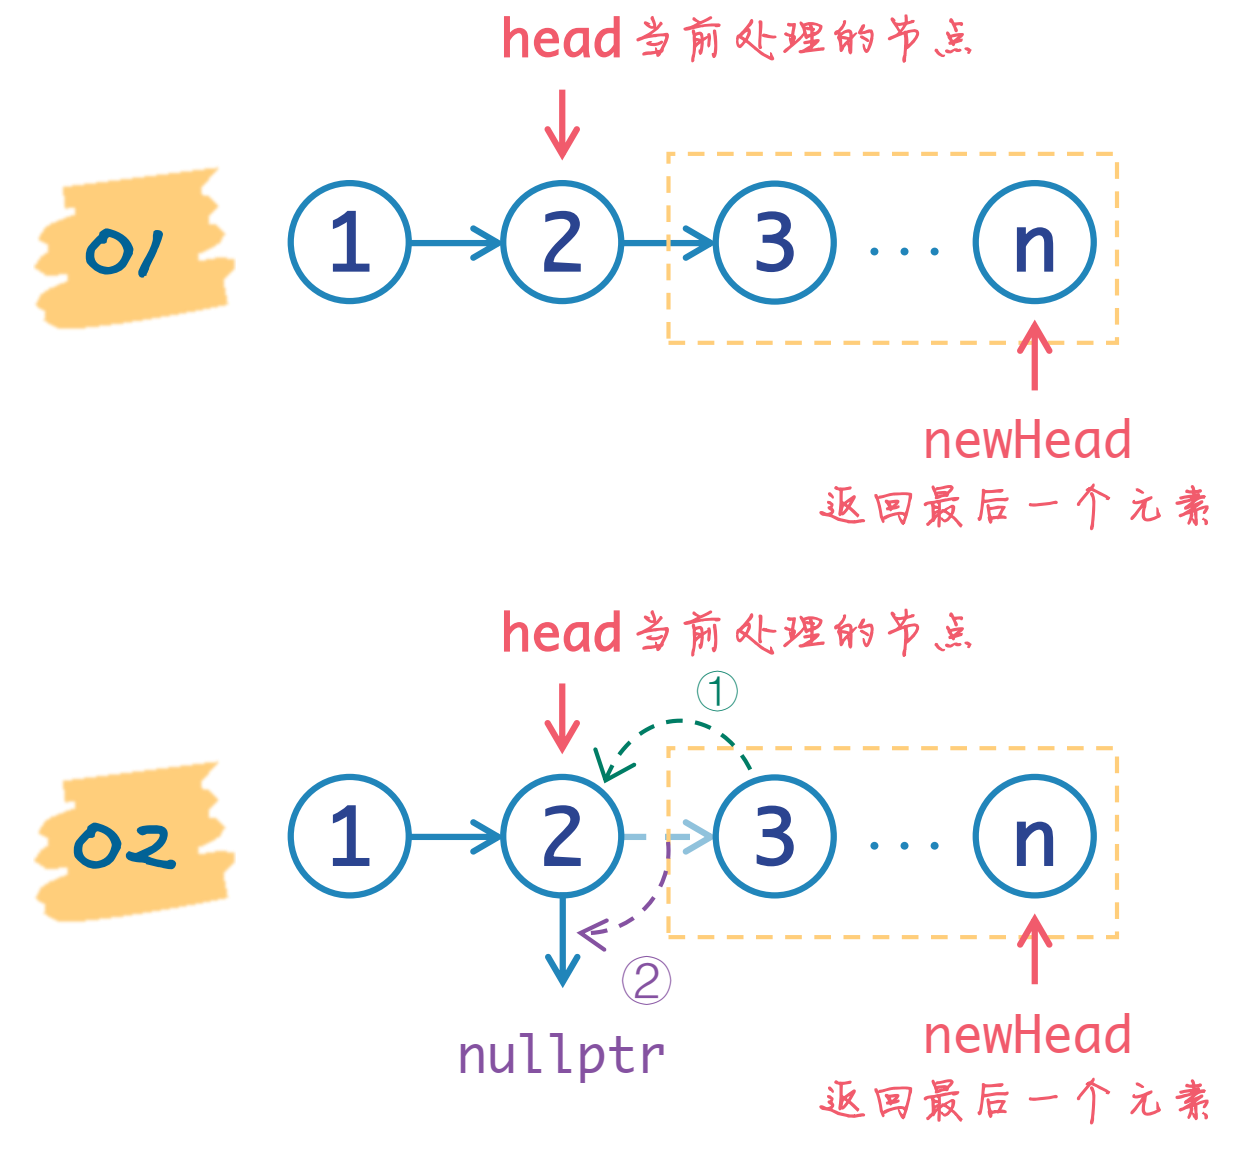 head当前处理的节点
01
1 2 3 ... n
newHead
返回最后一个元素
head当前处理的节点
①
02
1 2 3 ... n
②
nullptr
newHead
返回最后一个元素